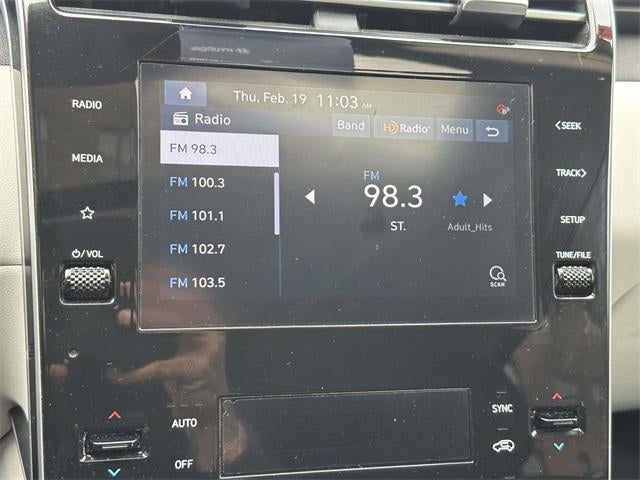 Thu, Feb. 19 11:03 AM
Radio
Band HD Radio Menu
FM 98.3
FM 100.3
FM 101.1
FM 102.7
FM 103.5
FM
98.3
ST.
Adult_Hits
SCAN
RADIO
MEDIA
/VOL
< SEEK
TRACK >
SETUP
TUNE/FILE
AUTO
OFF
SYNC